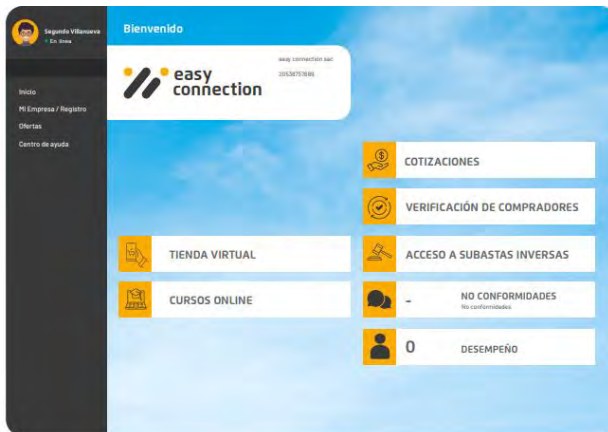 Segundo Villanueva
En línea
Inicio
Mi Empresa / Registro
Ofertas
Centro de ayuda
Bienvenido
easy
connection
easy connection sac
COTIZACIONES
VERIFICACIÓN DE COMPRADORES
TIENDA VIRTUAL
ACCESO A SUBASTAS INVERSAS
CURSOS ONLINE
-
NO CONFORMIDADES
No conformidades
0
DESEMPEÑO